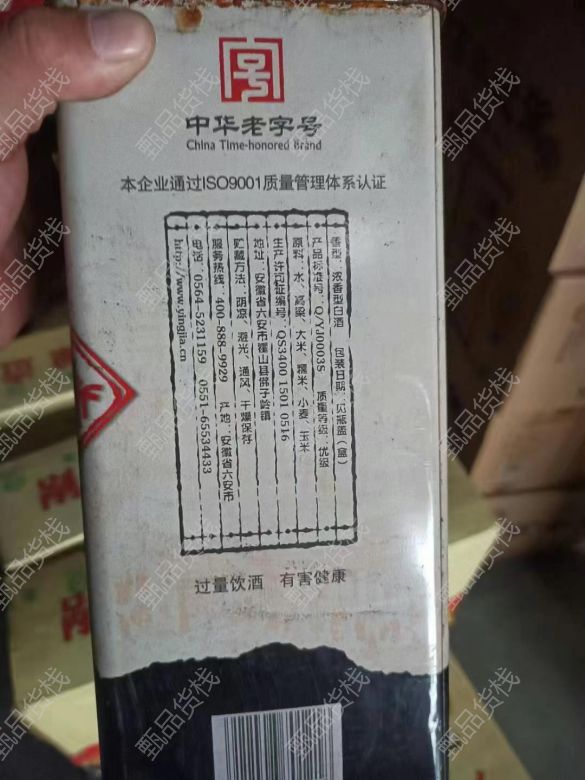 中华老字号
China Time-honored Brand
本企业通过ISO9001质量管理体系认证
香型：浓香型白酒 包装日期：见瓶盖（盒）
产品标准号：Q/YJ0003S 质量等级：优级
原料：水、高粱、大米、糯米、小麦、玉米
生产许可证编号：QS3400 1501 0516
地址：安徽省六安市霍山县佛子岭镇
贮藏方法：阴凉、避光、通风、干燥保存
服务热线：400-888-9929 产地：安徽省六安市
电话：0564-5231159 0551-65534433
http://www.yingjia.cn
过量饮酒 有害健康
甄品货栈